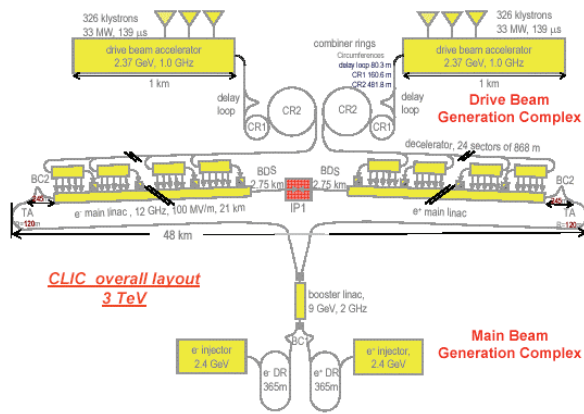 326 klystrons
33 MW, 139 μs
drive beam accelerator
2.37 GeV, 1.0 GHz
1 km
delay
loop
CR1
CR2
combiner rings
Circumferences
delay loop 80.3 m
CR1 160.6 m
CR2 481.8 m
CR2
CR1
326 klystrons
33 MW, 139 μs
drive beam accelerator
2.37 GeV, 1.0 GHz
1 km
delay
loop
Drive Beam
Generation Complex
decelerator, 24 sectors of 868 m
BC2
245m
TA
R=120m
e- main linac, 12 GHz, 100 MV/m, 21 km
BDS
2.75 km
IP1
BDS
2.75 km
e+ main linac
BC2
245m
TA
R=120m
48 km
CLIC overall layout
3 TeV
booster linac,
9 GeV, 2 GHz
BC1
e- injector
2.4 GeV
e- DR
365m
e+ DR
365m
e+ injector,
2.4 GeV
Main Beam
Generation Complex